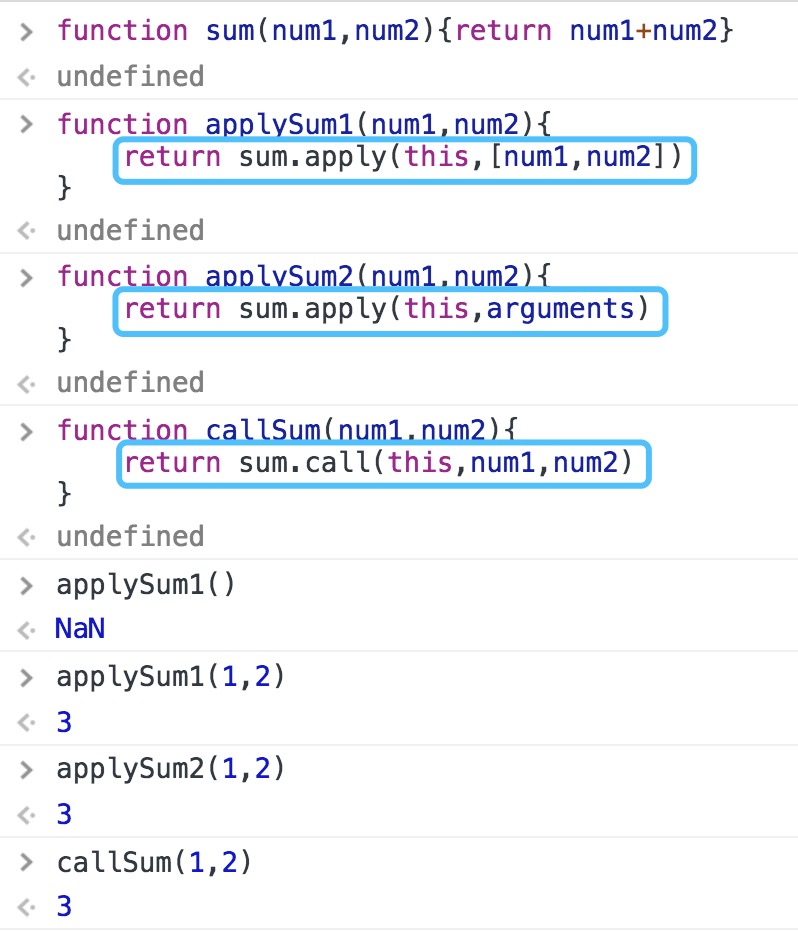 > function sum(num1,num2){return num1+num2}
undefined
> function applySum1(num1,num2){
return sum.apply(this,[num1,num2])
}
undefined
> function applySum2(num1,num2){
return sum.apply(this,arguments)
}
undefined
> function callSum(num1,num2){
return sum.call(this,num1,num2)
}
undefined
> applySum1()
NaN
> applySum1(1,2)
3
> applySum2(1,2)
3
> callSum(1,2)
3